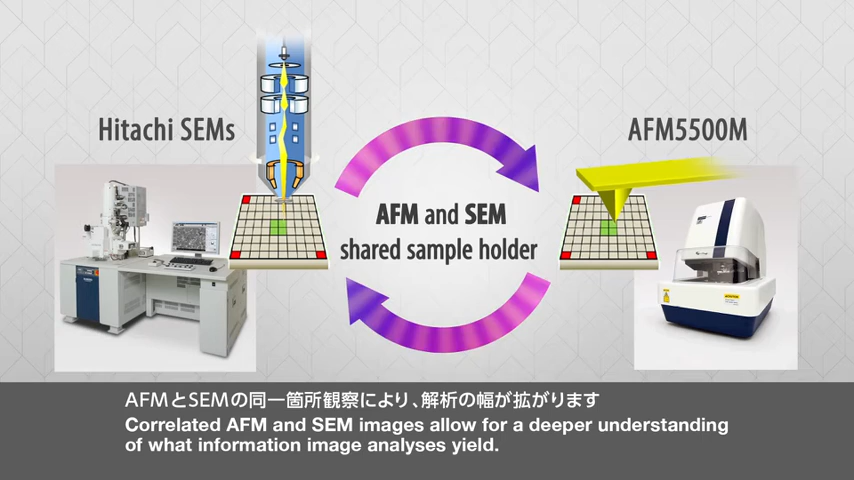 Hitachi SEMs
AFM5500M
AFM and SEM
shared sample holder
AFMとSEMの同一箇所観察により、解析の幅が拡がります
Correlated AFM and SEM images allow for a deeper understanding
of what information image analyses yield.